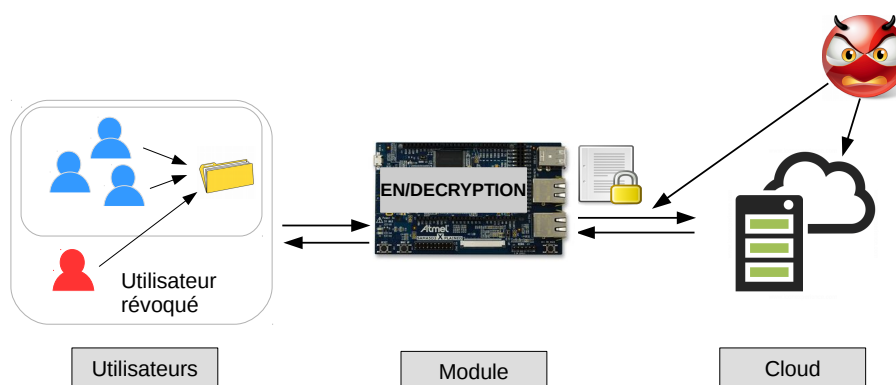 EN/DECRYPTION
Atmel
Utilisateur
révoqué
Utilisateurs
Module
Cloud